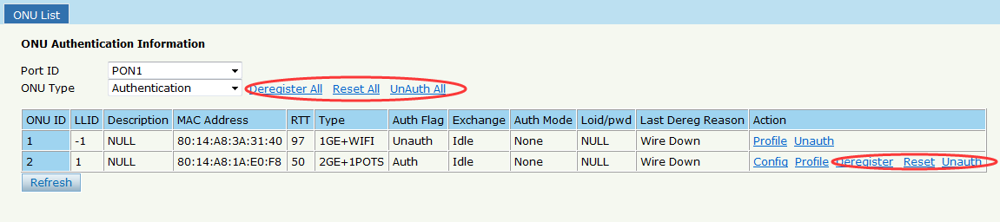 ONU List
ONU Authentication Information
Port ID PON1
ONU Type Authentication Deregister All Reset All UnAuth All
ONU ID LLID Description MAC Address RTT Type Auth Flag Exchange Auth Mode Loid/pwd Last Dereg Reason Action
1 -1 NULL 80:14:A8:3A:31:40 97 1GE+WIFI Unauth Idle None NULL Wire Down Profile Unauth
2 1 NULL 80:14:A8:1A:E0:F8 50 2GE+1POTS Auth Idle None NULL Wire Down Config Profile Deregister Reset Unauth
Refresh